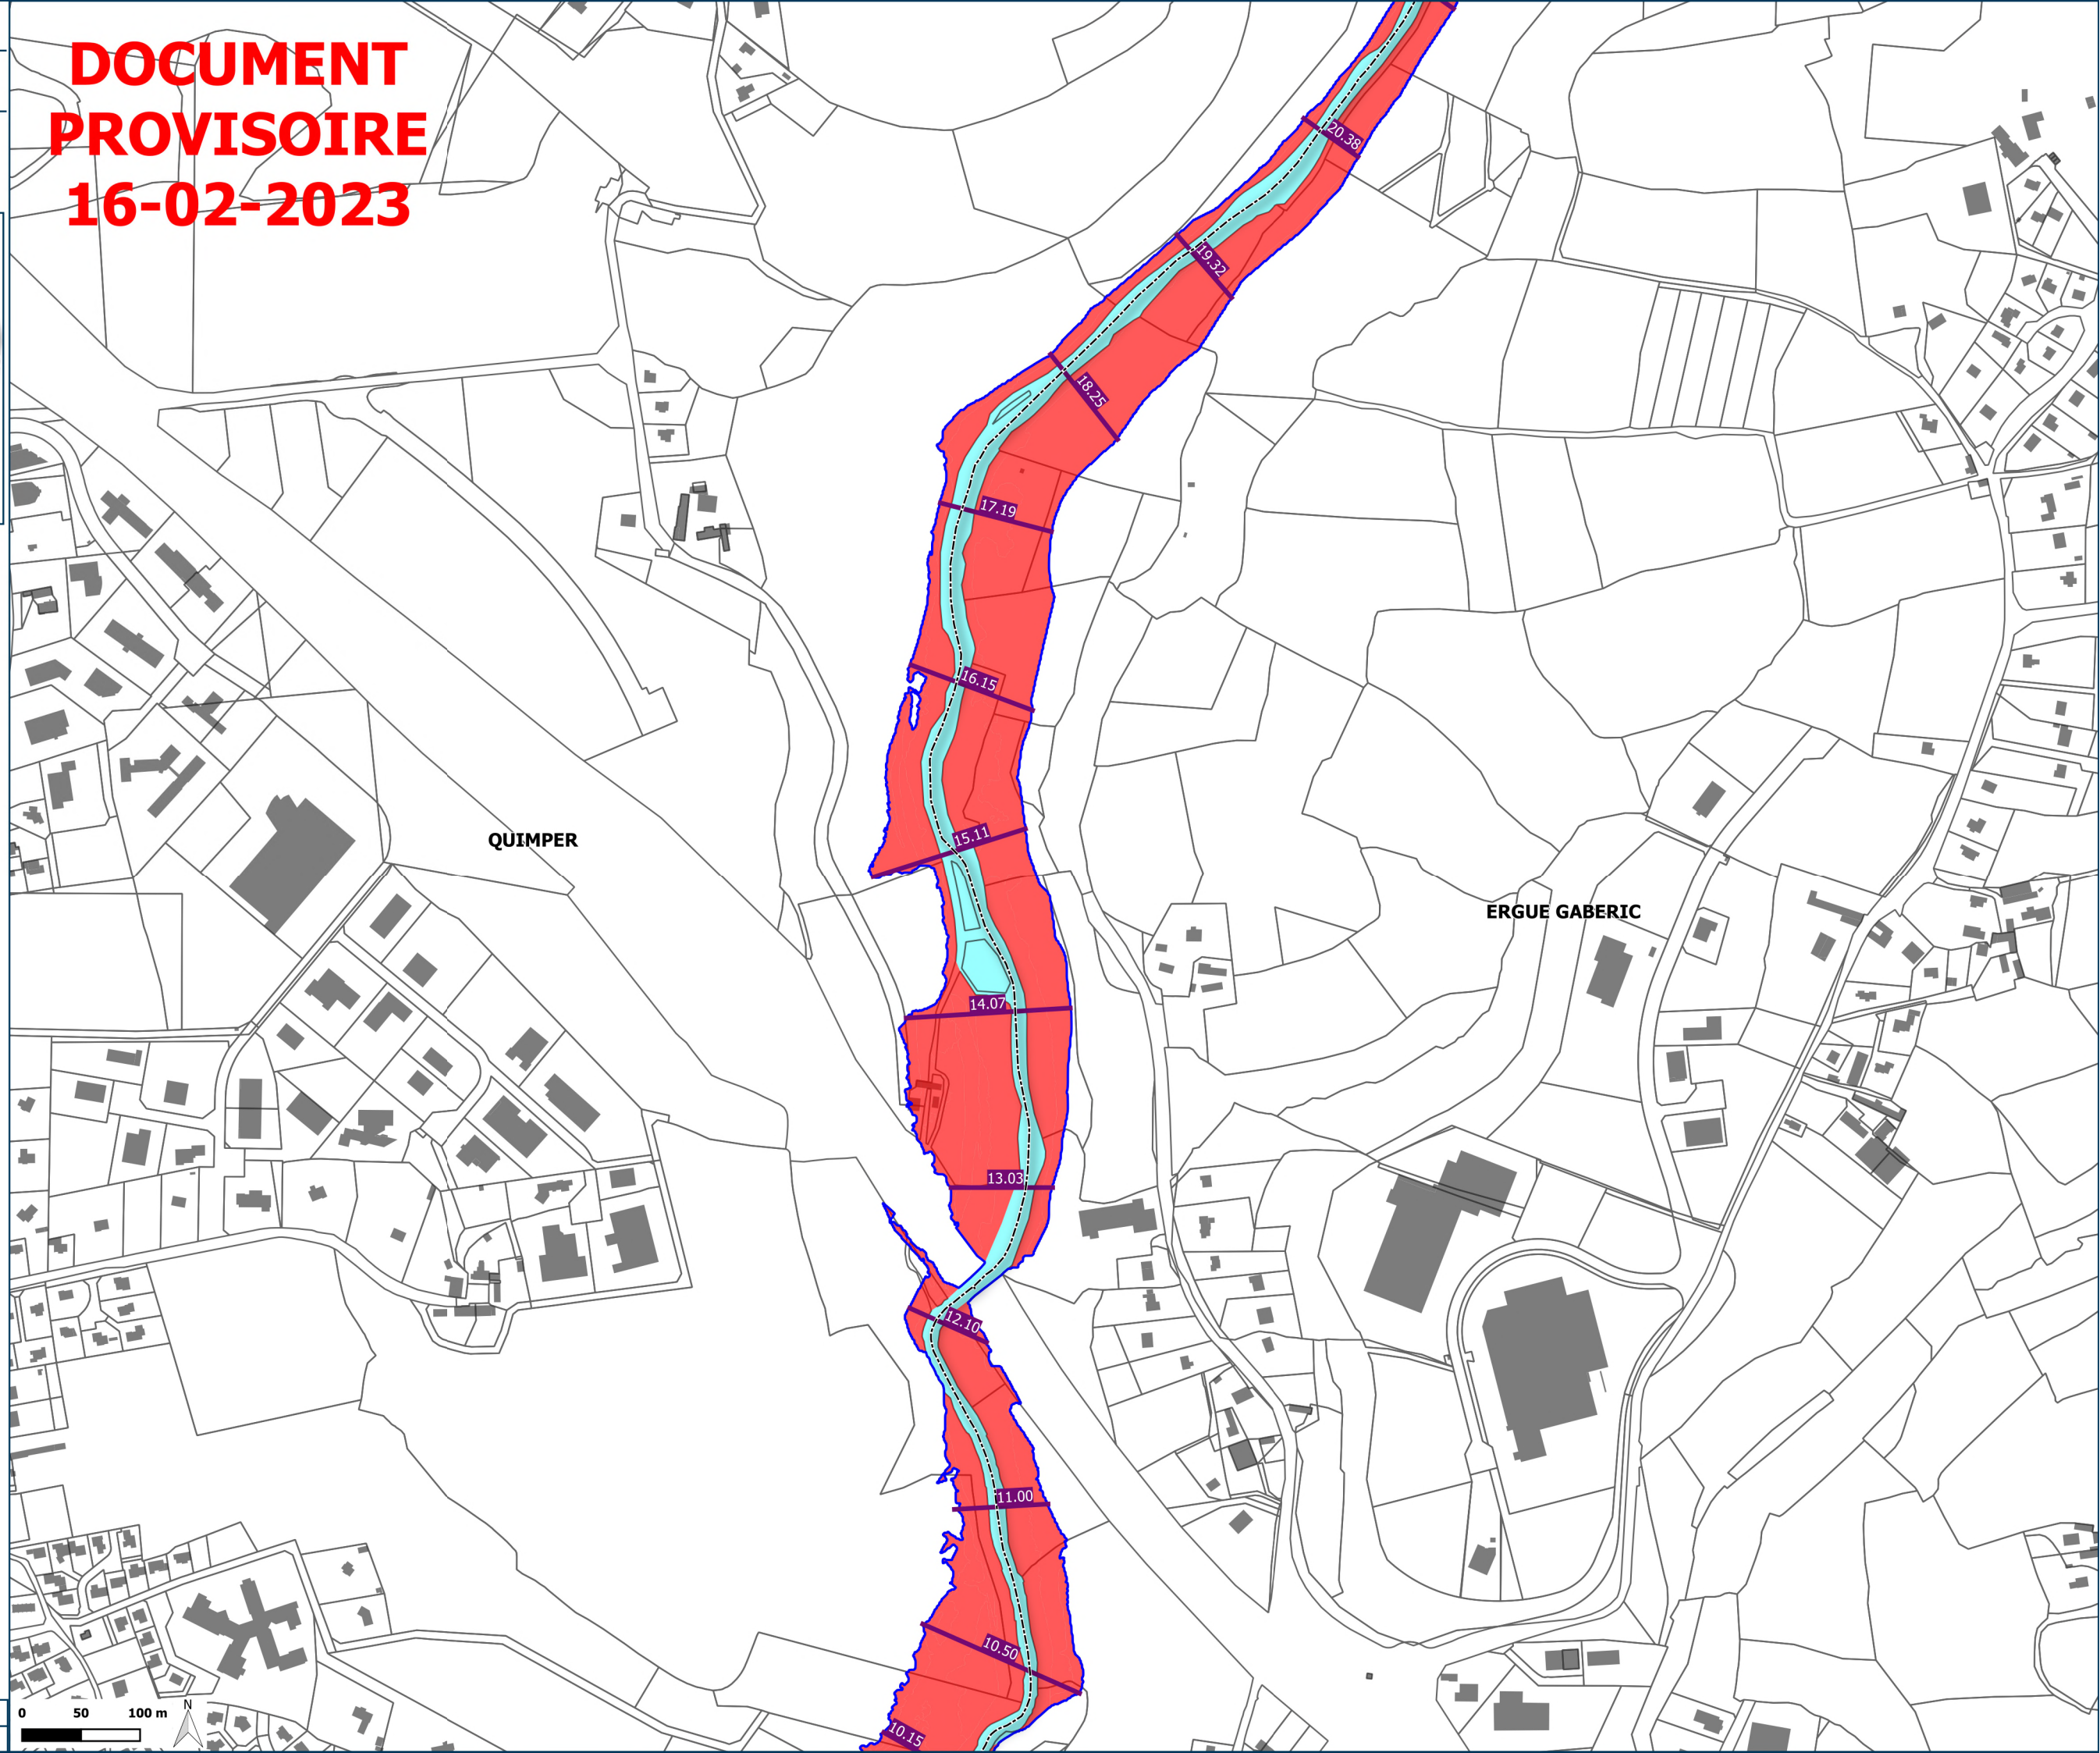 DOCUMENT
PROVISOIRE
16-02-2023
20.38
19.32
18.25
17.19
16.15
15.11
QUIMPER
ERGUE GABERIC
14.07
13.03
12.10
11.00
10.50
10.15
N
0 50 100 m